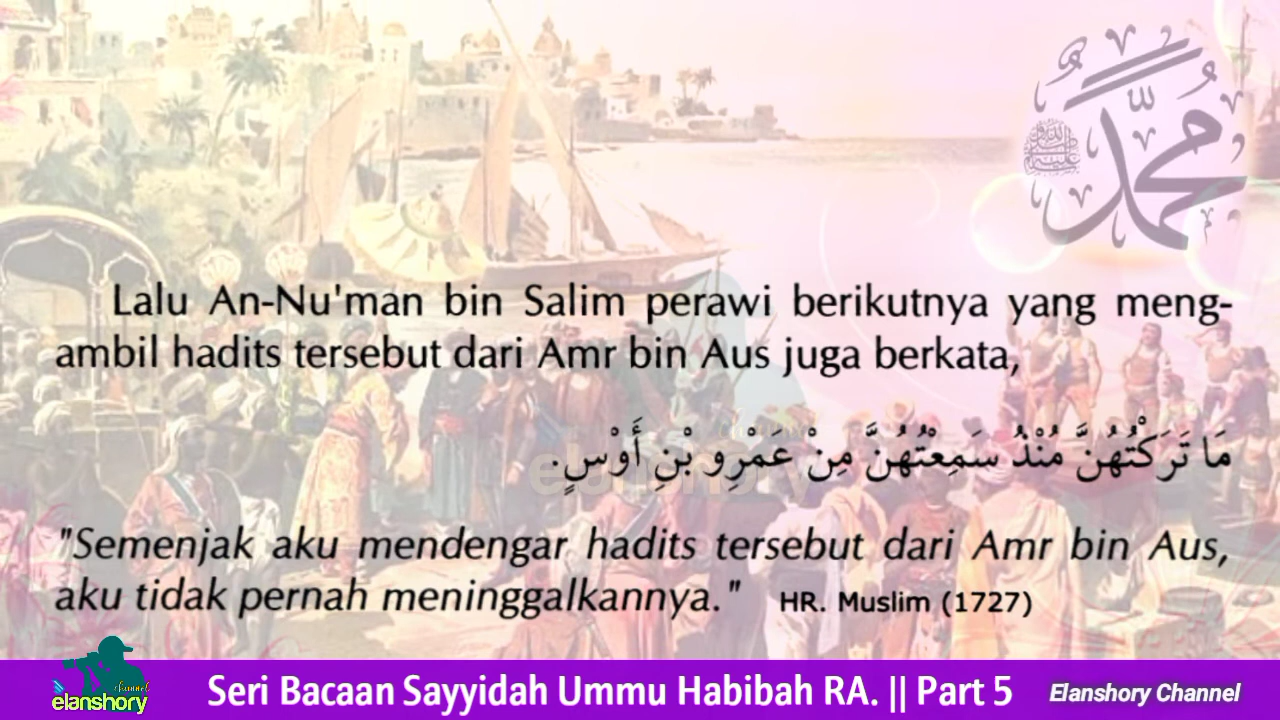 محمد
Lalu An-Nu'man bin Salim perawi berikutnya yang meng-
ambil hadits tersebut dari Amr bin Aus juga berkata,
مَا تَرَكْتُهُنَّ مُنْذُ سَمِعْتُهُنَّ مِنْ عَمْرِو بْنِ أَوْسٍ.
elanshory
"Semenjak aku mendengar hadits tersebut dari Amr bin Aus,
aku tidak pernah meninggalkannya." HR. Muslim (1727)
channel
elanshory
Seri Bacaan Sayyidah Ummu Habibah RA. || Part 5
Elanshory Channel